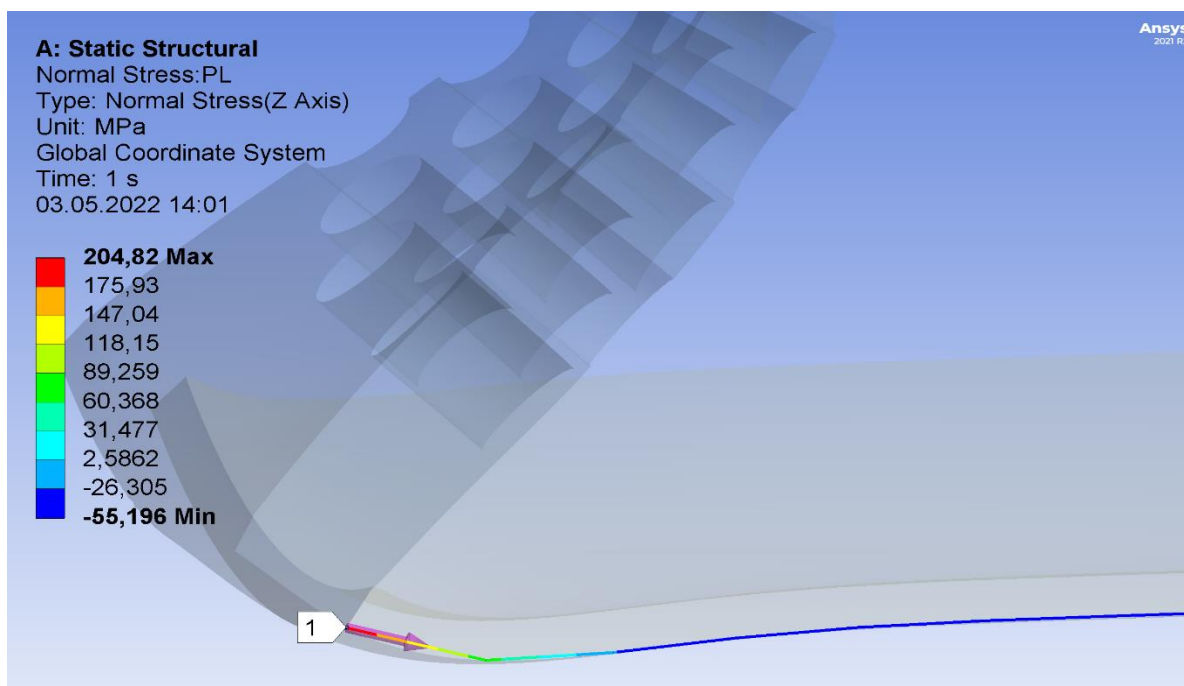 A: Static Structural
Normal Stress:PL
Type: Normal Stress(Z Axis)
Unit: MPa
Global Coordinate System
Time: 1 s
03.05.2022 14:01
204,82 Max
175,93
147,04
118,15
89,259
60,368
31,477
2,5862
-26,305
-55,196 Min
1
Ansys
2021 R